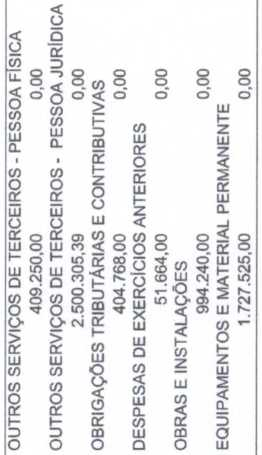 OUTROS SERVIÇOS DE TERCEIROS - PESSOA FÍSICA
409.250,00 0,00
OUTROS SERVIÇOS DE TERCEIROS - PESSOA JURÍDICA
2.500.305,39 0,00
OBRIGAÇÕES TRIBUTÁRIAS E CONTRIBUTIVAS
404.768,00 0,00
DESPESAS DE EXERCÍCIOS ANTERIORES
51.664,00 0,00
OBRAS E INSTALAÇÕES
994.240,00 0,00
EQUIPAMENTOS E MATERIAL PERMANENTE
1.727.525,00 0,00